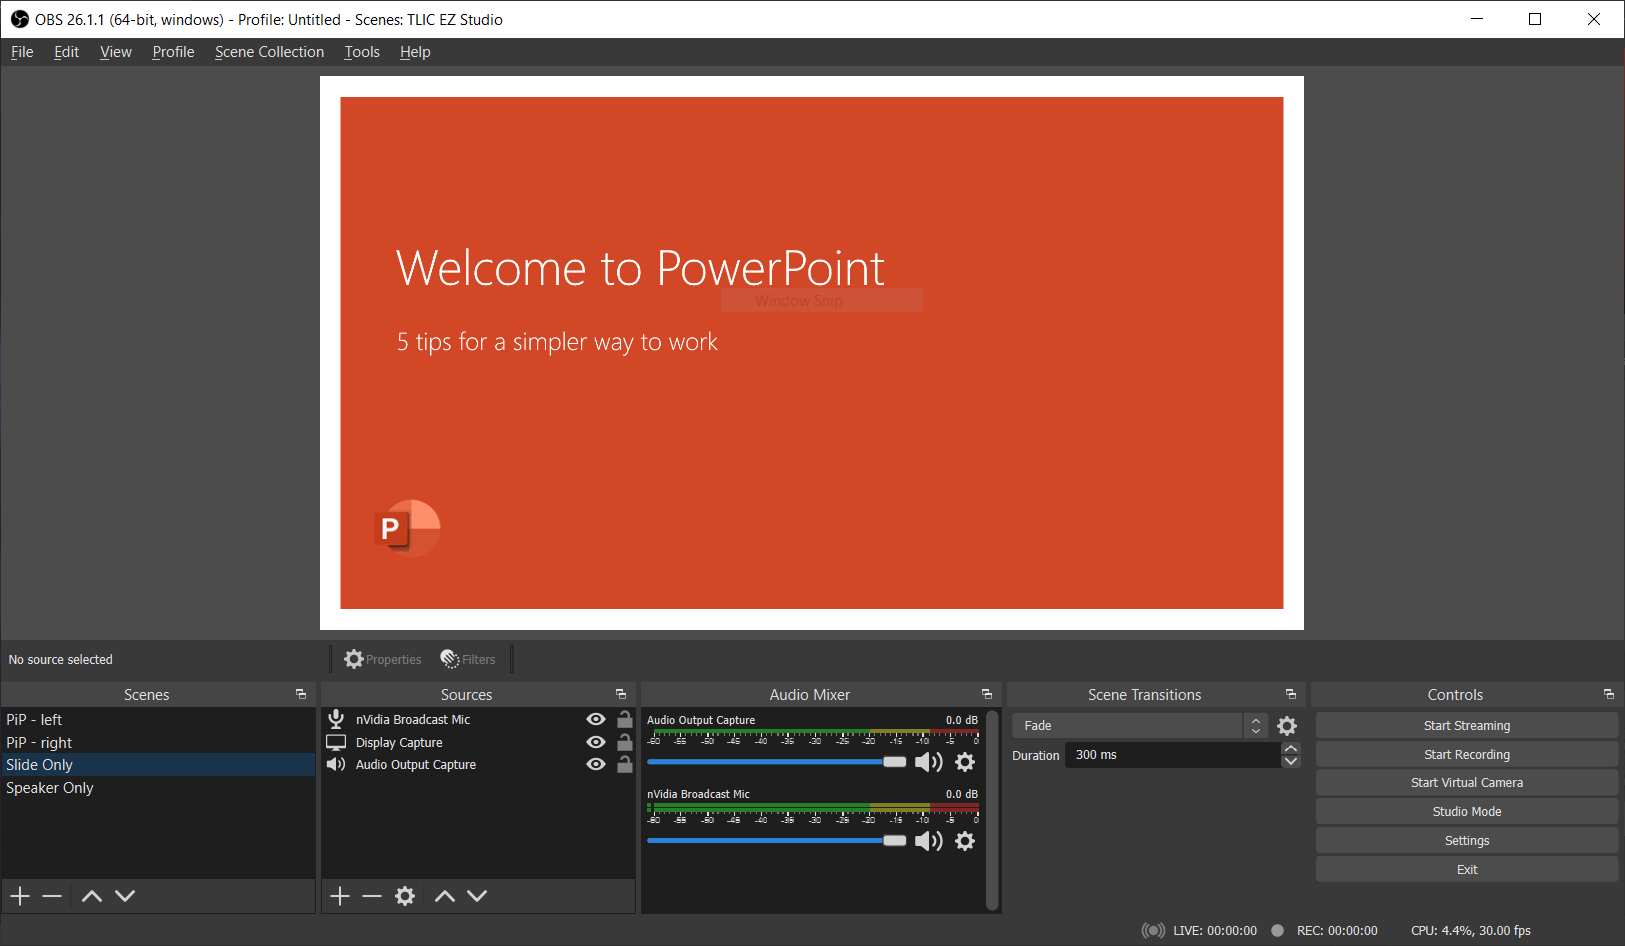 OBS 26.1.1 (64-bit, windows) - Profile: Untitled - Scenes: TLIC EZ Studio
File Edit View Profile Scene Collection Tools Help
Welcome to PowerPoint
Window Snip
5 tips for a simpler way to work
P
No source selected
Properties
Filters
Scenes
PiP - left
PiP - right
Slide Only
Speaker Only
Sources
nVidia Broadcast Mic
Display Capture
Audio Output Capture
Audio Mixer
Audio Output Capture 0.0 dB
-60 -55 -50 -45 -40 -35 -30 -25 -20 -15 -10 -5 0
nVidia Broadcast Mic 0.0 dB
-60 -55 -50 -45 -40 -35 -30 -25 -20 -15 -10 -5 0
Scene Transitions
Fade
Duration 300 ms
Controls
Start Streaming
Start Recording
Start Virtual Camera
Studio Mode
Settings
Exit
LIVE: 00:00:00 REC: 00:00:00 CPU: 4.4%, 30.00 fps